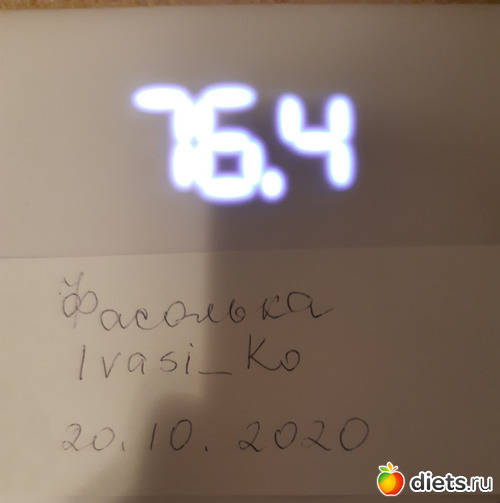 76.4
Фасолька
Ivasi_Ko
20.10.2020
diets.ru